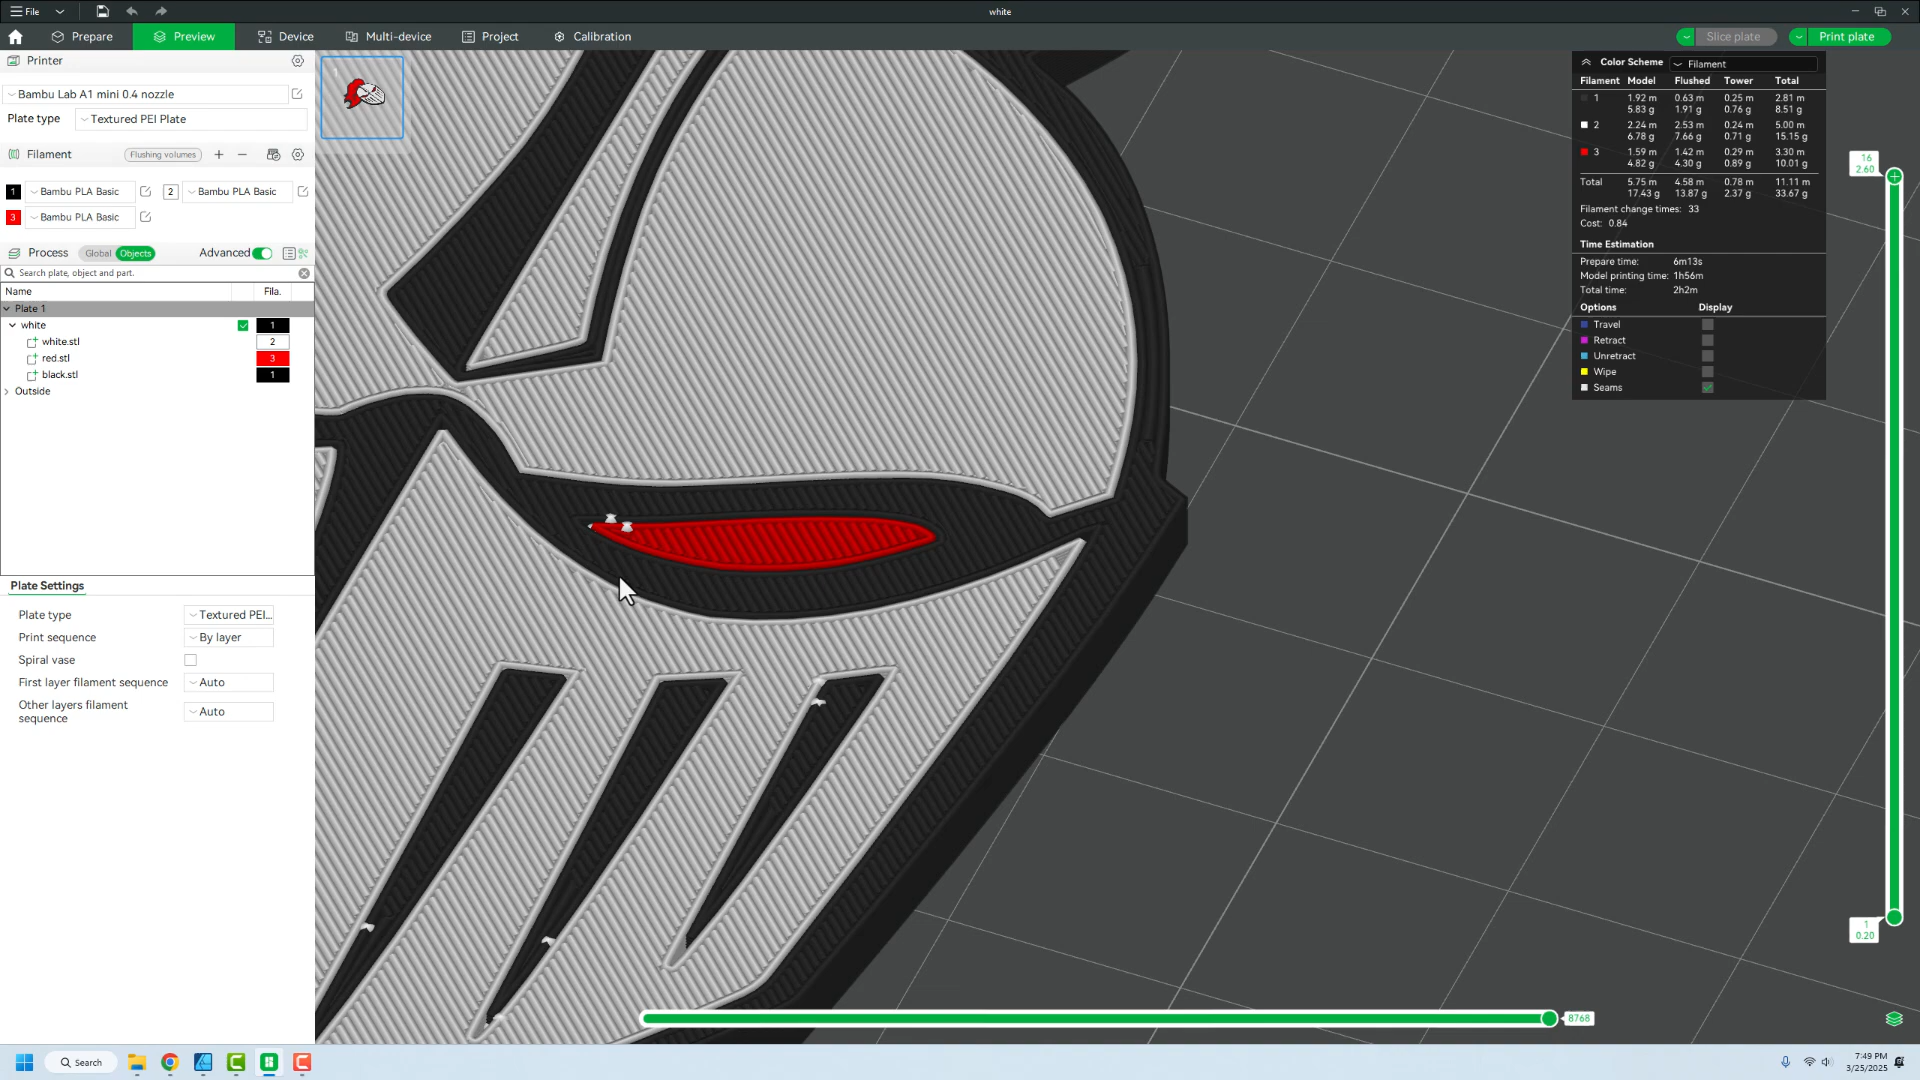 File
white
Prepare
Preview
Device
Multi-device
Project
Calibration
Slice plate
Print plate
Printer
Bambu Lab A1 mini 0.4 nozzle
Plate type Textured PEI Plate
Filament Flushing volumes
1 Bambu PLA Basic 2 Bambu PLA Basic
3 Bambu PLA Basic
Process Global Objects Advanced
Search plate, object and part.
Name Fila.
Plate 1
white 1
white.stl 2
red.stl 3
black.stl 1
Outside
Plate Settings
Plate type Textured PEI...
Print sequence By layer
Spiral vase
First layer filament sequence Auto
Other layers filament
sequence Auto
Color Scheme Filament
Filament Model Flushed Tower Total
1 1.92 m 0.63 m 0.25 m 2.81 m
5.83 g 1.91 g 0.76 g 8.51 g
2 2.24 m 2.53 m 0.24 m 5.00 m
6.78 g 7.66 g 0.71 g 15.15 g
3 1.59 m 1.42 m 0.29 m 3.30 m
4.82 g 4.30 g 0.89 g 10.01 g
Total 5.75 m 4.58 m 0.78 m 11.11 m
17.43 g 13.87 g 2.37 g 33.67 g
Filament change times: 33
Cost: 0.84
Time Estimation
Prepare time: 6m13s
Model printing time: 1h56m
Total time: 2h2m
Options Display
Travel
Retract
Unretract
Wipe
Seams
16
2.60
1
0.20
8768
Search
7:49 PM
3/25/2025